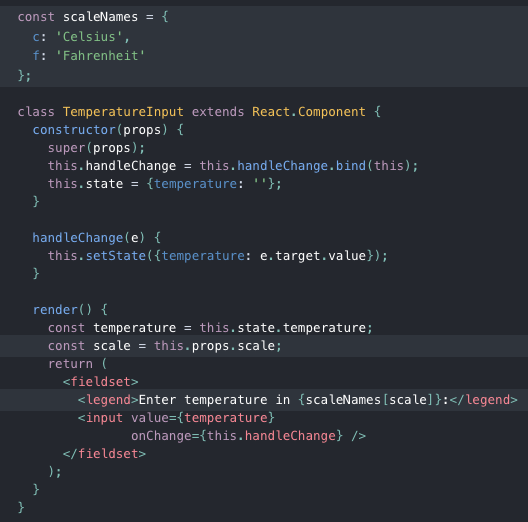 const scaleNames = {
  c: 'Celsius',
  f: 'Fahrenheit'
};

class TemperatureInput extends React.Component {
  constructor(props) {
    super(props);
    this.handleChange = this.handleChange.bind(this);
    this.state = {temperature: ''};
  }

  handleChange(e) {
    this.setState({temperature: e.target.value});
  }

  render() {
    const temperature = this.state.temperature;
    const scale = this.props.scale;
    return (
      <fieldset>
        <legend>Enter temperature in {scaleNames[scale]}:</legend>
        <input value={temperature}
               onChange={this.handleChange} />
      </fieldset>
    );
  }
}